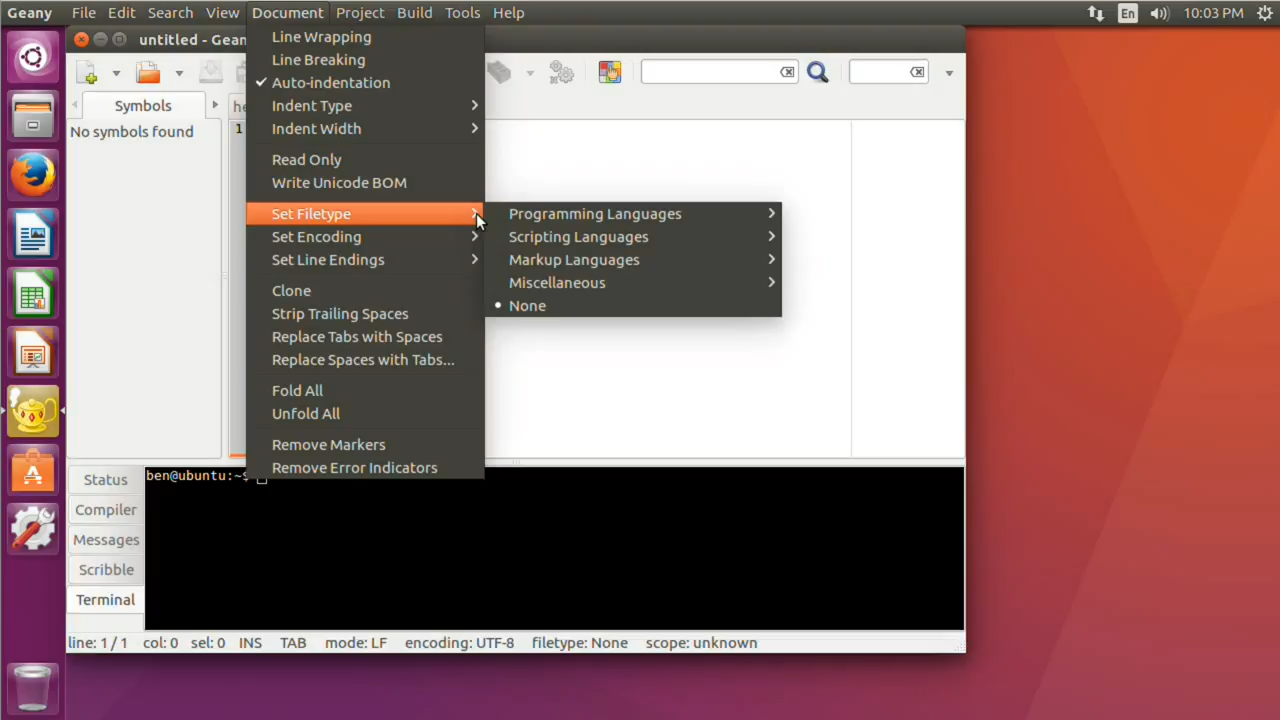 Geany File Edit Search View Document Project Build Tools Help En 10:03 PM
untitled - Gean
Line Wrapping
Line Breaking
Auto-indentation
Indent Type
Indent Width
Read Only
Write Unicode BOM
Set Filetype
Set Encoding
Set Line Endings
Clone
Strip Trailing Spaces
Replace Tabs with Spaces
Replace Spaces with Tabs...
Fold All
Unfold All
Remove Markers
Remove Error Indicators
Programming Languages
Scripting Languages
Markup Languages
Miscellaneous
None
Symbols
he
No symbols found
1
Status
Compiler
Messages
Scribble
Terminal
ben@ubuntu:~$
line: 1 / 1 col: 0 sel: 0 INS TAB mode: LF encoding: UTF-8 filetype: None scope: unknown